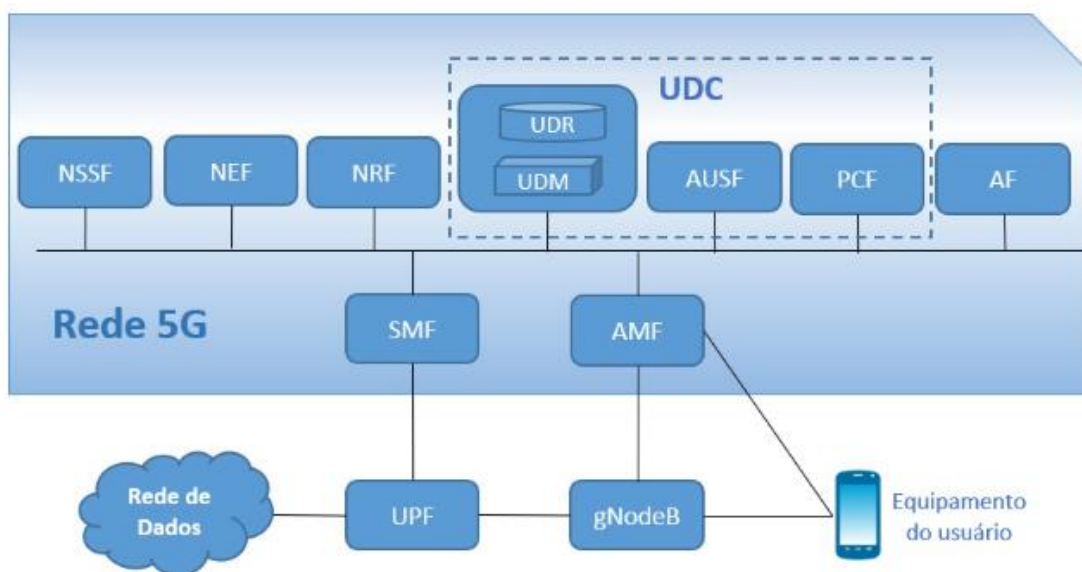 UDC
UDR
UDM
NSSF
NEF
NRF
AUSF
PCF
AF
Rede 5G
SMF
AMF
Rede de
Dados
UPF
gNodeB
Equipamento
do usuário